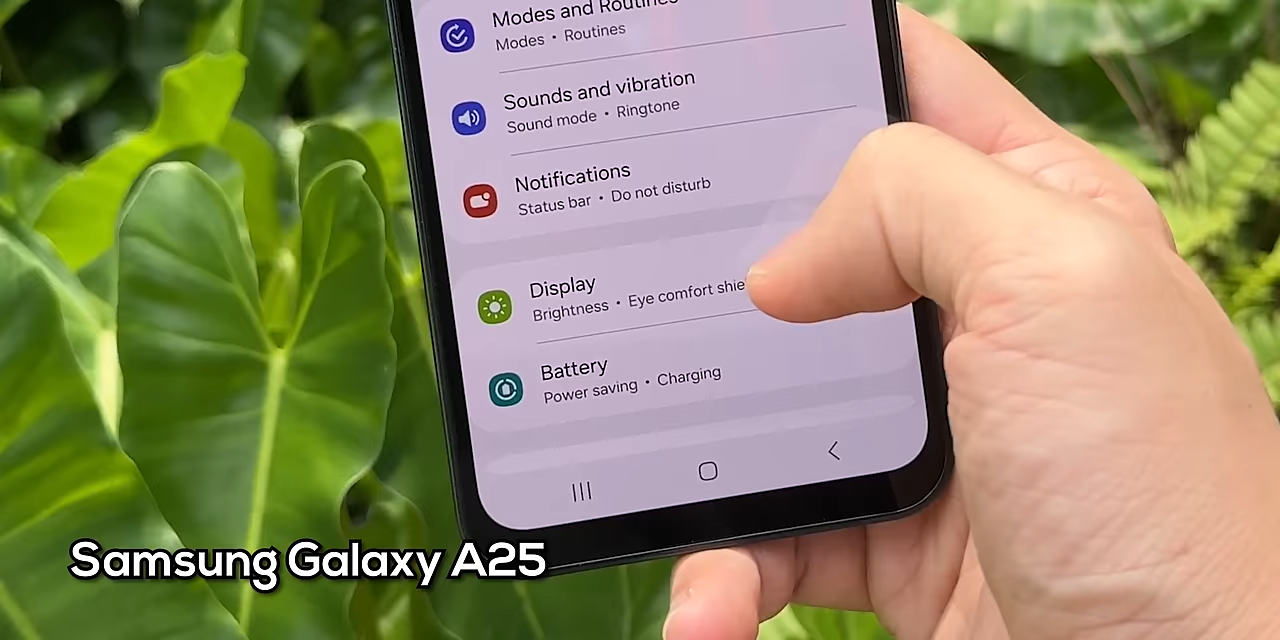 Modes and Routines
Modes • Routines
Sounds and vibration
Sound mode • Ringtone
Notifications
Status bar • Do not disturb
Display
Brightness • Eye comfort shie
Battery
Power saving • Charging
Samsung Galaxy A25